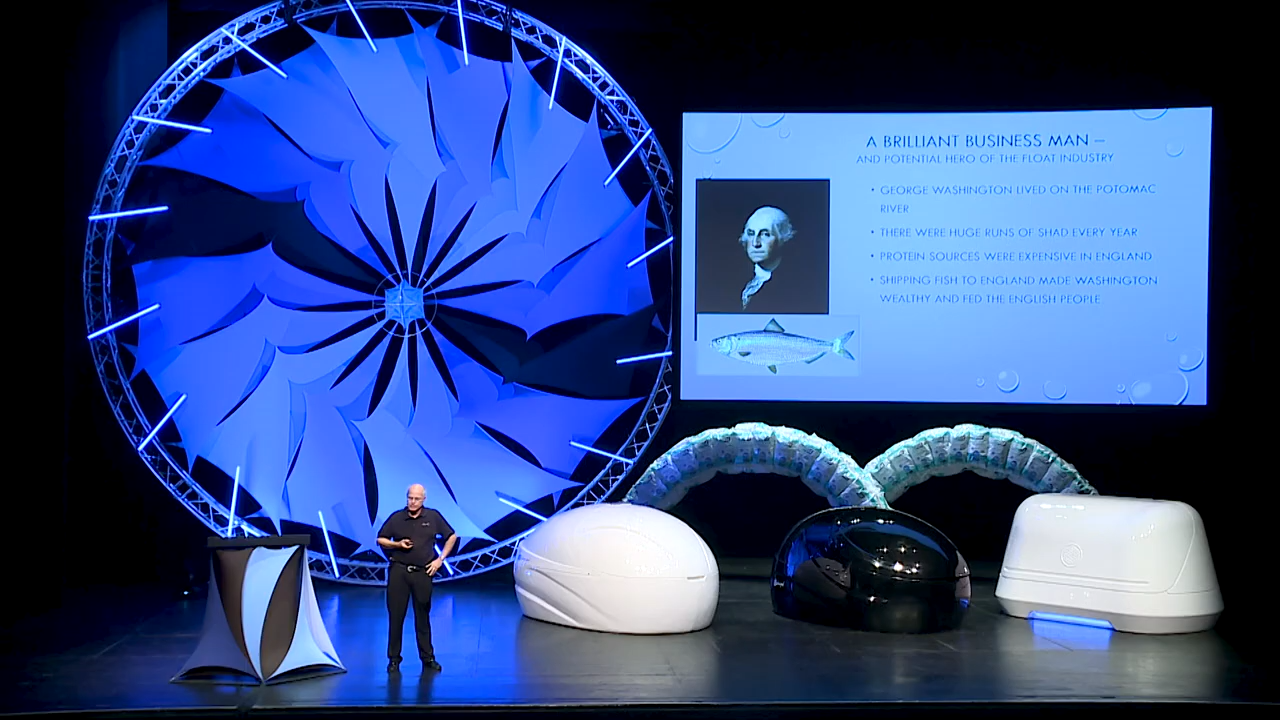 A BRILLIANT BUSINESS MAN –
AND POTENTIAL HERO OF THE FLOAT INDUSTRY
• GEORGE WASHINGTON LIVED ON THE POTOMAC
RIVER
• THERE WERE HUGE RUNS OF SHAD EVERY YEAR
• PROTEIN SOURCES WERE EXPENSIVE IN ENGLAND
• SHIPPING FISH TO ENGLAND MADE WASHINGTON
WEALTHY AND FED THE ENGLISH PEOPLE